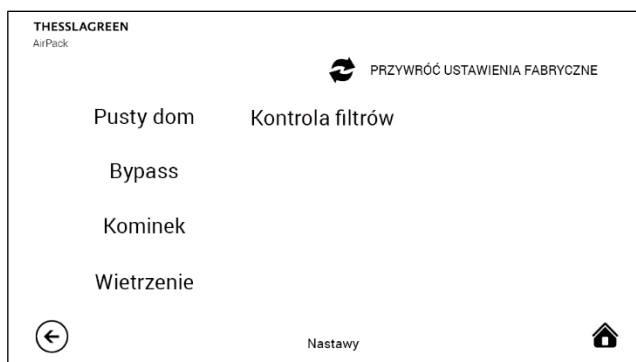 THESSLAGREEN
AirPack
PRZYWRÓĆ USTAWIENIA FABRYCZNE
Pusty dom
Kontrola filtrów
Bypass
Kominek
Wietrzenie
Nastawy